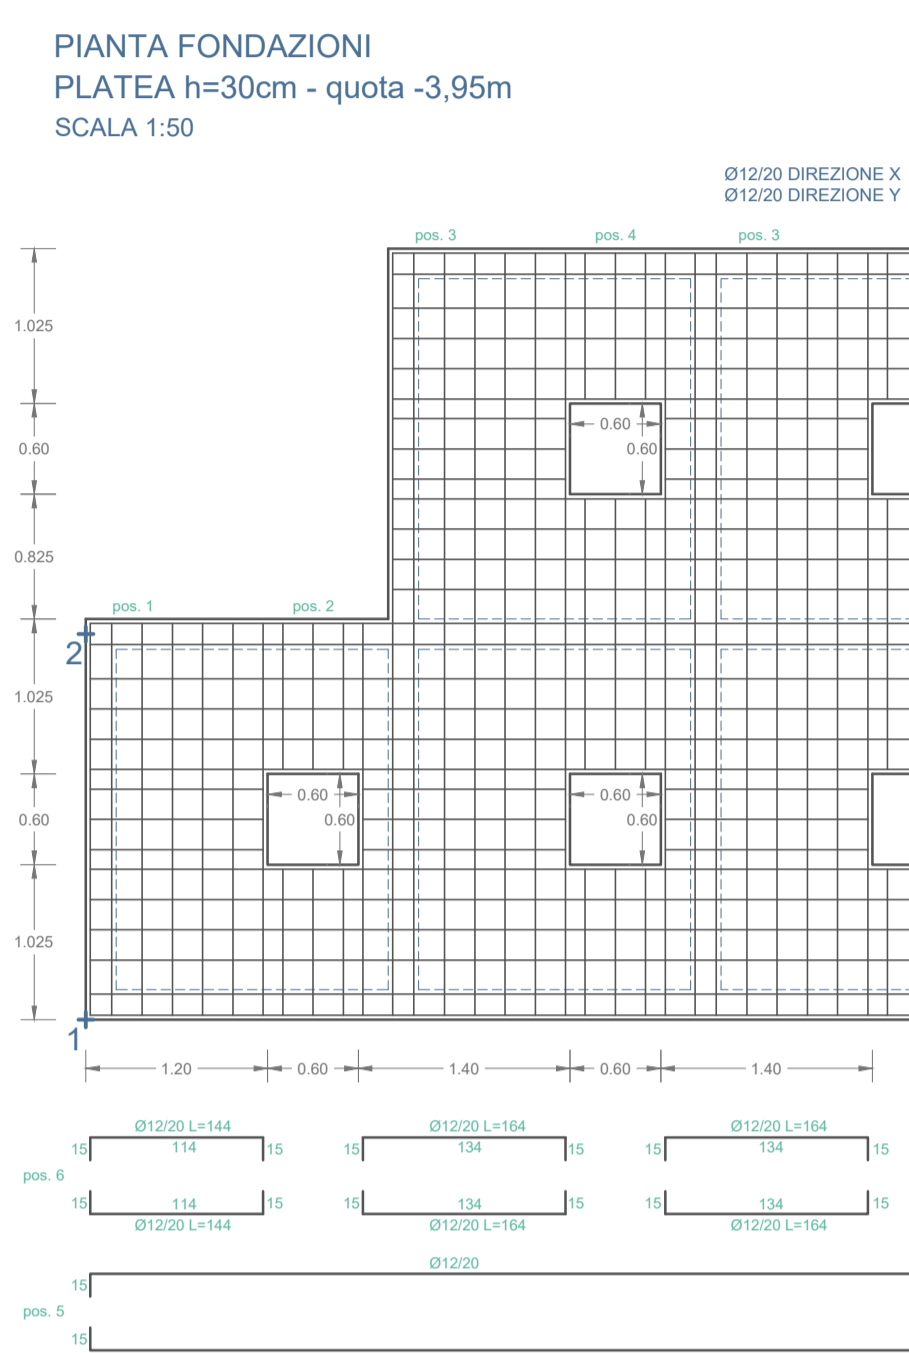 PIANTA FONDAZIONI
PLATEA h=30cm - quota -3,95m
SCALA 1:50
Ø12/20 DIREZIONE X
Ø12/20 DIREZIONE Y
pos. 3 pos. 4 pos. 3
1.025
0.60
0.60
0.60
0.825
pos. 1 pos. 2
2
1.025
0.60 0.60
0.60 0.60 0.60
1.025
1
1.20 0.60 1.40 0.60 1.40
Ø12/20 L=144 Ø12/20 L=164 Ø12/20 L=164
15 114 15 15 134 15 15 134 15
pos. 6
15 114 15 15 134 15 15 134 15
Ø12/20 L=144 Ø12/20 L=164 Ø12/20 L=164
Ø12/20
15
pos. 5
15